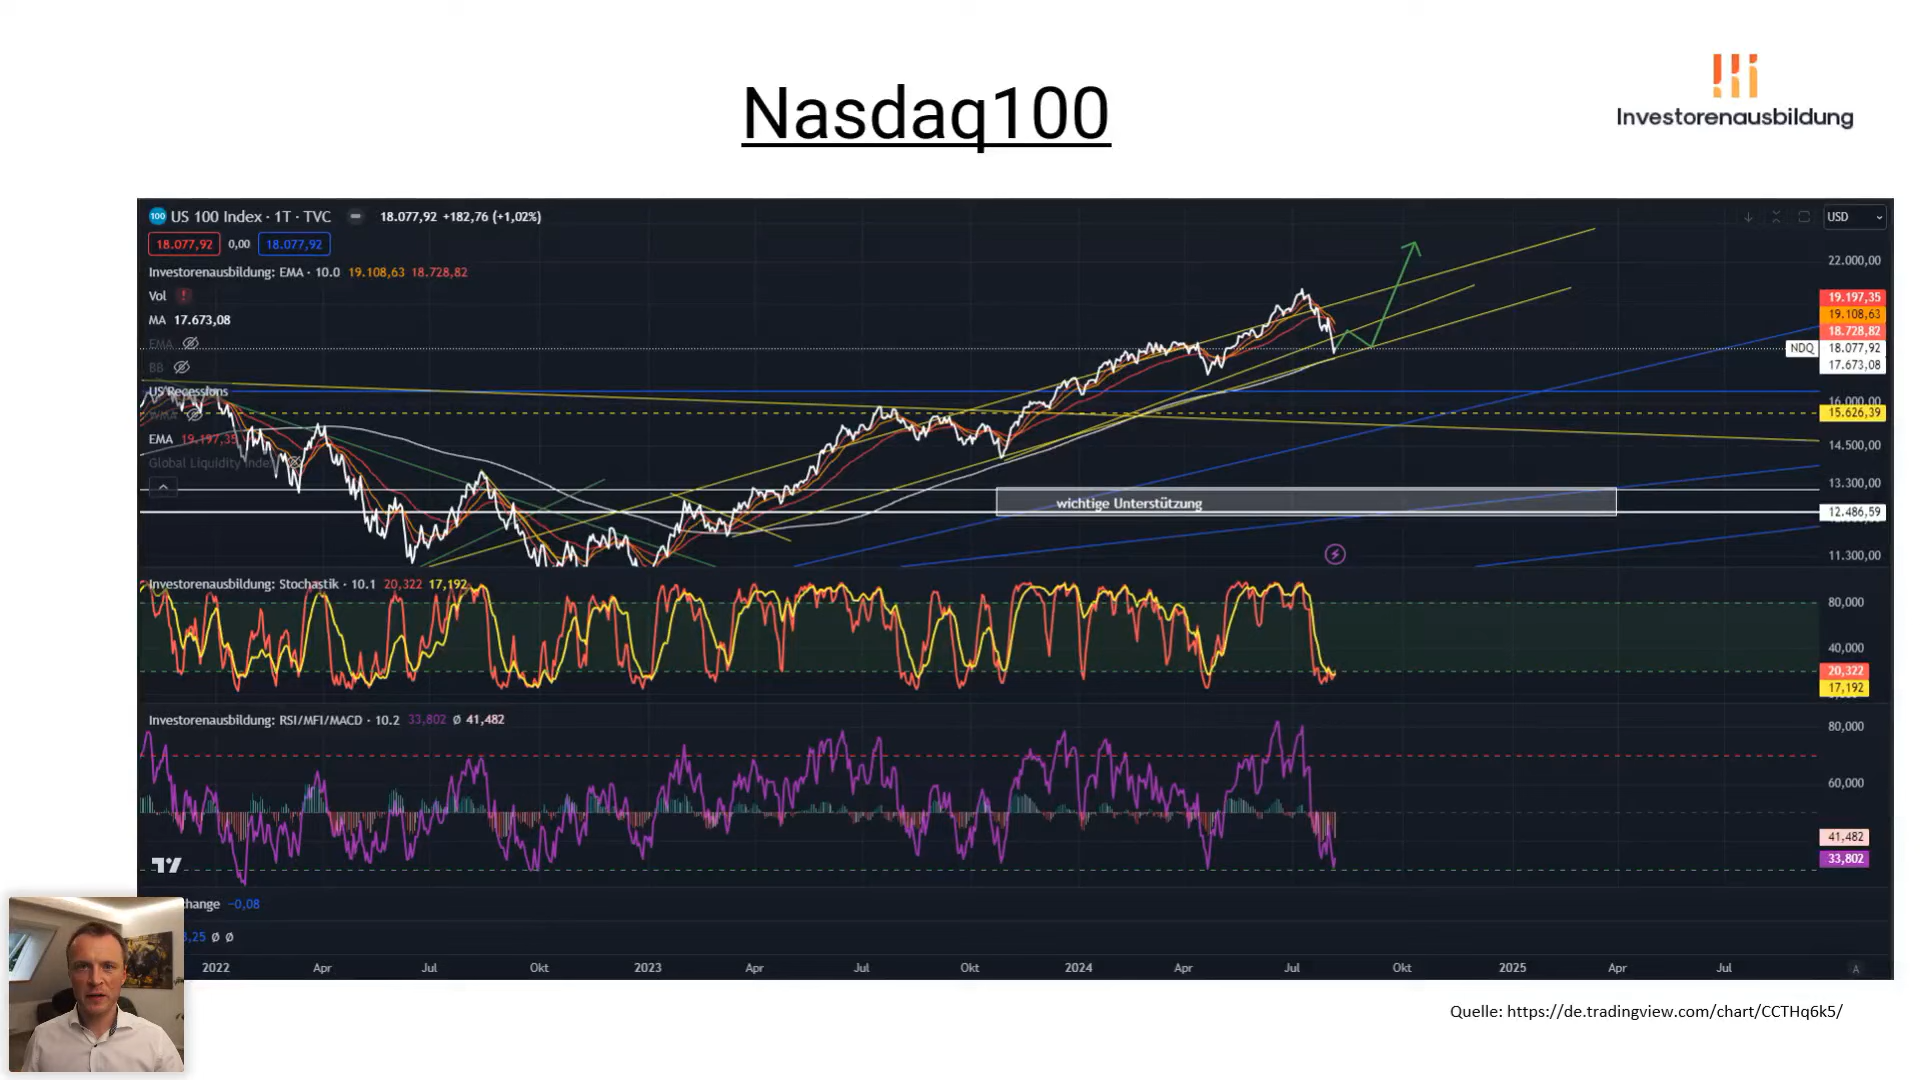 Nasdaq100
Investorenausbildung
US 100 Index · 1T · TVC 18.077,92 +182,76 (+1,02%)
USD
18.077,92 0,00 18.077,92
Investorenausbildung: EMA · 10.0 19.108,63 18.728,82
22.000,00
Vol
19.197,35
19.108,63
MA 17.673,08
18.728,82
EMA
NDQ 18.077,92
17.673,08
BB
US Recessions
16.000,00
WMA
15.626,39
EMA 19.197,35
14.500,00
Global Liquidity Index
13.300,00
wichtige Unterstützung
12.486,59
11.300,00
Investorenausbildung: Stochastik · 10.1 20,322 17,192
80,000
40,000
20,322
17,192
Investorenausbildung: RSI/MFI/MACD · 10.2 33,802 Ø 41,482
80,000
60,000
41,482
33,802
change −0,08
,25 Ø Ø
2022 Apr Jul Okt 2023 Apr Jul Okt 2024 Apr Jul Okt 2025 Apr Jul A
Quelle: https://de.tradingview.com/chart/CCTHq6k5/